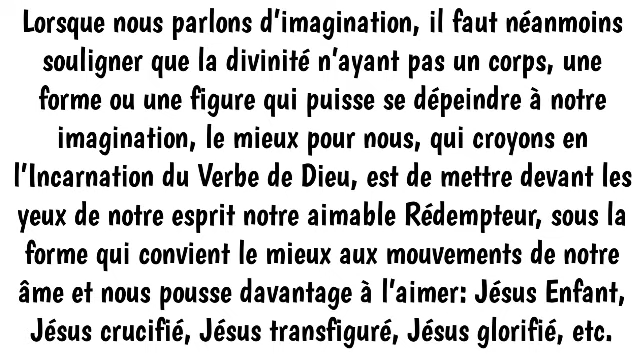 Lorsque nous parlons d'imagination, il faut néanmoins
souligner que la divinité n'ayant pas un corps, une
forme ou une figure qui puisse se dépeindre à notre
imagination, le mieux pour nous, qui croyons en
l'Incarnation du Verbe de Dieu, est de mettre devant les
yeux de notre esprit notre aimable Rédempteur, sous la
forme qui convient le mieux aux mouvements de notre
âme et nous pousse davantage à l'aimer: Jésus Enfant,
Jésus crucifié, Jésus transfiguré, Jésus glorifié, etc.